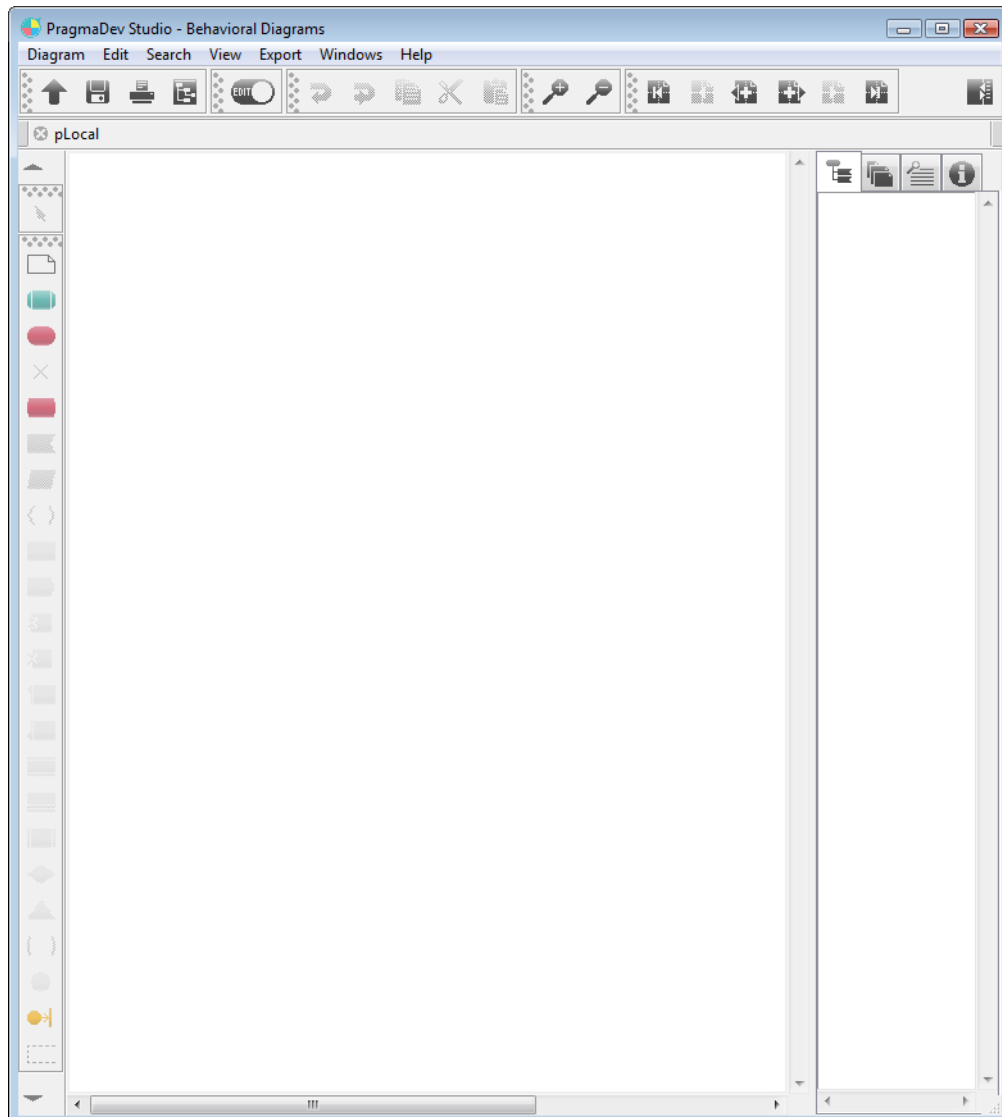 PragmaDev Studio - Behavioral Diagrams
Diagram Edit Search View Export Windows Help
EDIT
pLocal